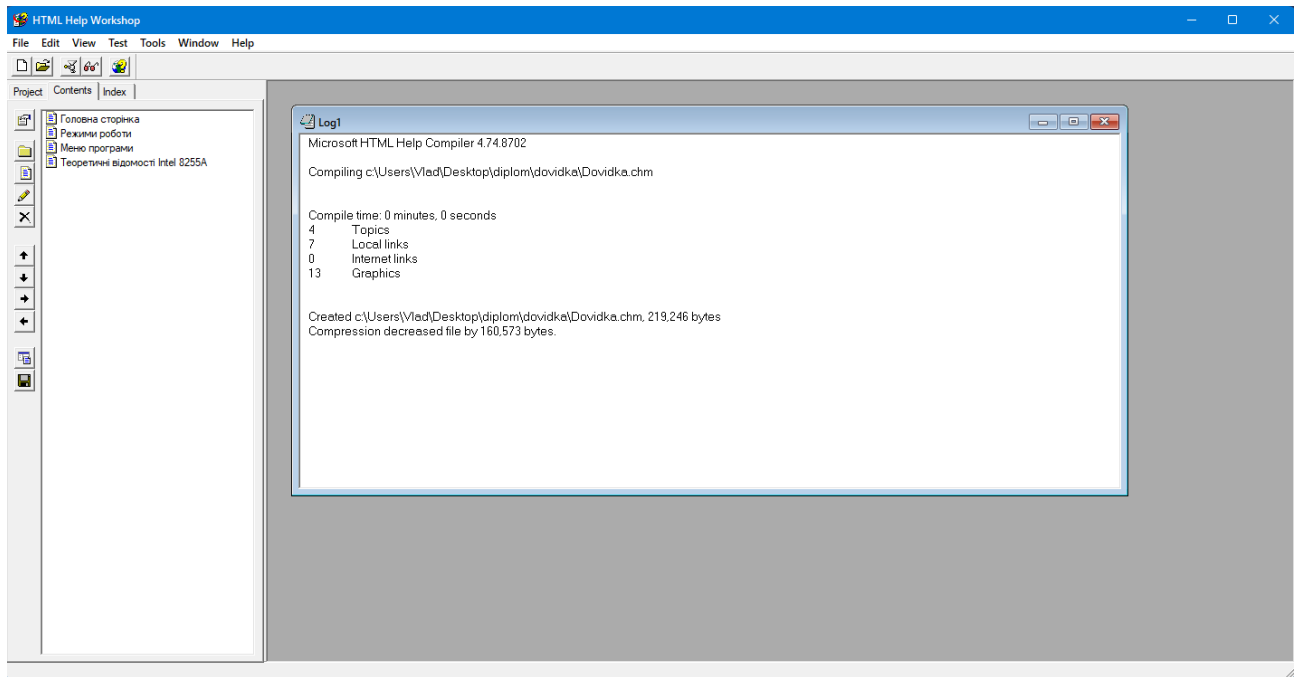 HTML Help Workshop
File Edit View Test Tools Window Help
Project Contents Index
Головна сторінка
Режими роботи
Меню програми
Теоретичні відомості Intel 8255A
Log1
Microsoft HTML Help Compiler 4.74.8702
Compiling c:\Users\Vlad\Desktop\diplom\dovidka\Dovidka.chm
Compile time: 0 minutes, 0 seconds
4 Topics
7 Local links
0 Internet links
13 Graphics
Created c:\Users\Vlad\Desktop\diplom\dovidka\Dovidka.chm, 219,246 bytes
Compression decreased file by 160,573 bytes.